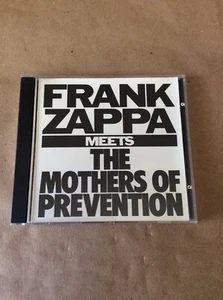 FRANK
ZAPPA
MEETS
THE
MOTHERS OF
PREVENTION